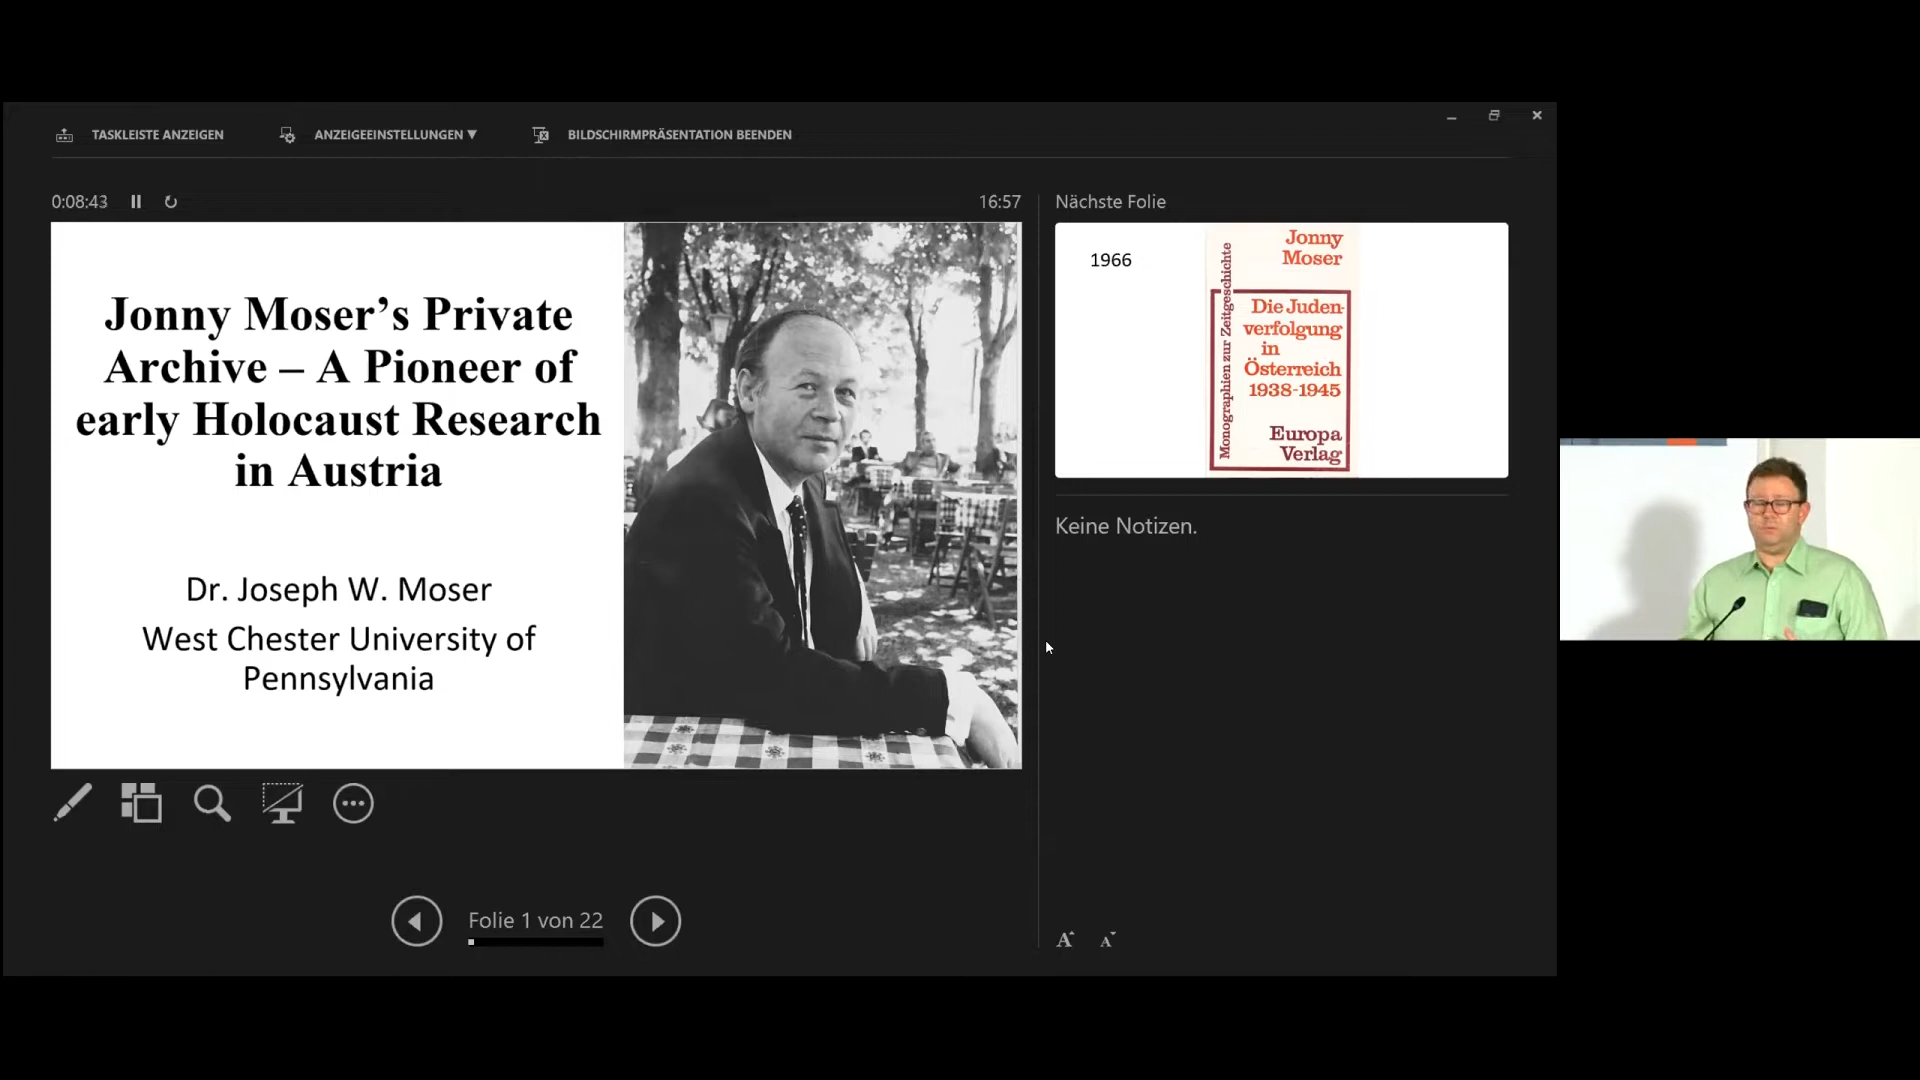 TASKLEISTE ANZEIGEN
ANZEIGEEINSTELLUNGEN ▼
BILDSCHIRMPRÄSENTATION BEENDEN
0:08:43
16:57
Jonny Moser’s Private
Archive – A Pioneer of
early Holocaust Research
in Austria
Dr. Joseph W. Moser
West Chester University of
Pennsylvania
Folie 1 von 22
Nächste Folie
1966
Monographien zur Zeitgeschichte
Jonny
Moser
Die Juden-
verfolgung
in
Österreich
1938-1945
Europa
Verlag
Keine Notizen.
A
A